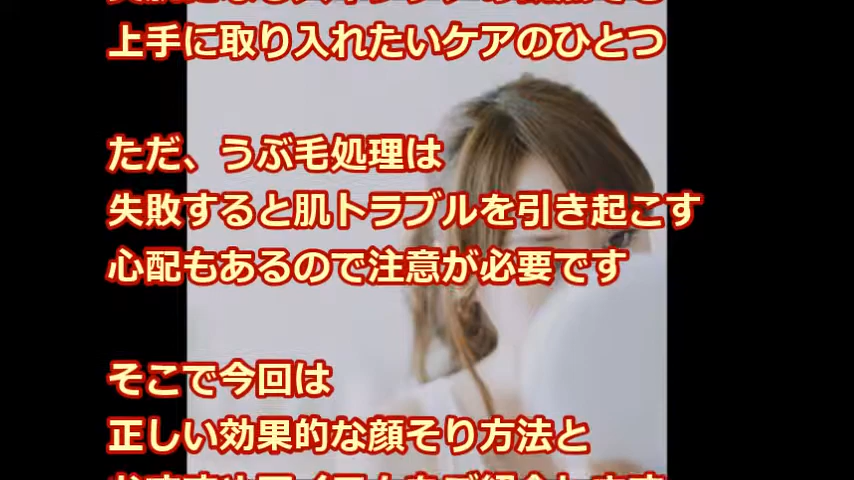 上手に取り入れたいケアのひとつ
ただ、うぶ毛処理は
失敗すると肌トラブルを引き起こす
心配もあるので注意が必要です
そこで今回は
正しい効果的な顔そり方法と